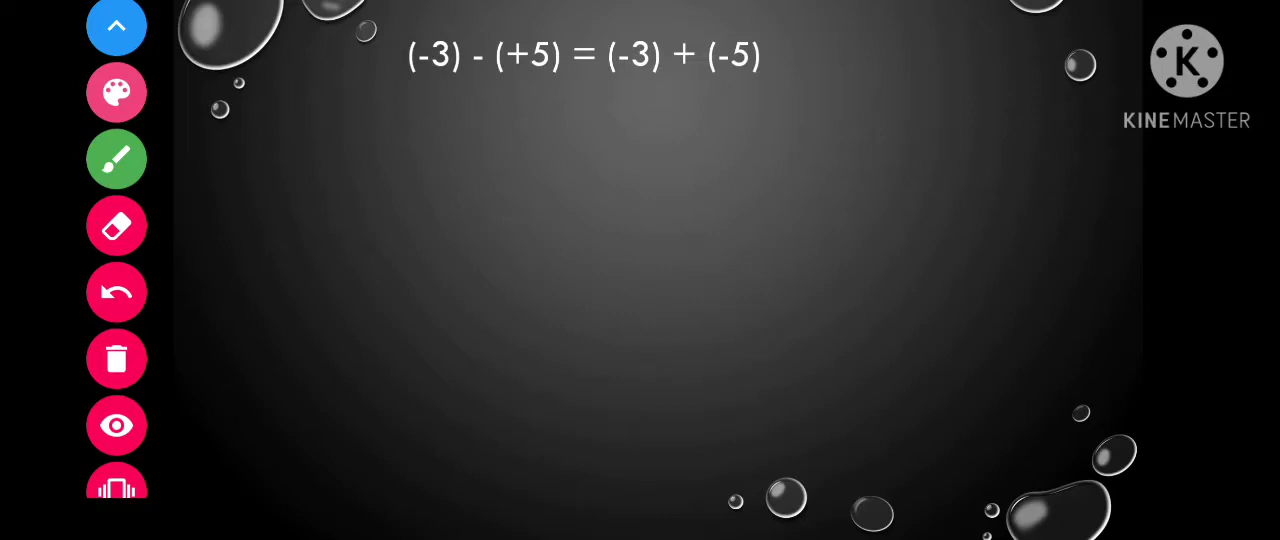 (-3) - (+5) = (-3) + (-5)
K
KINEMASTER